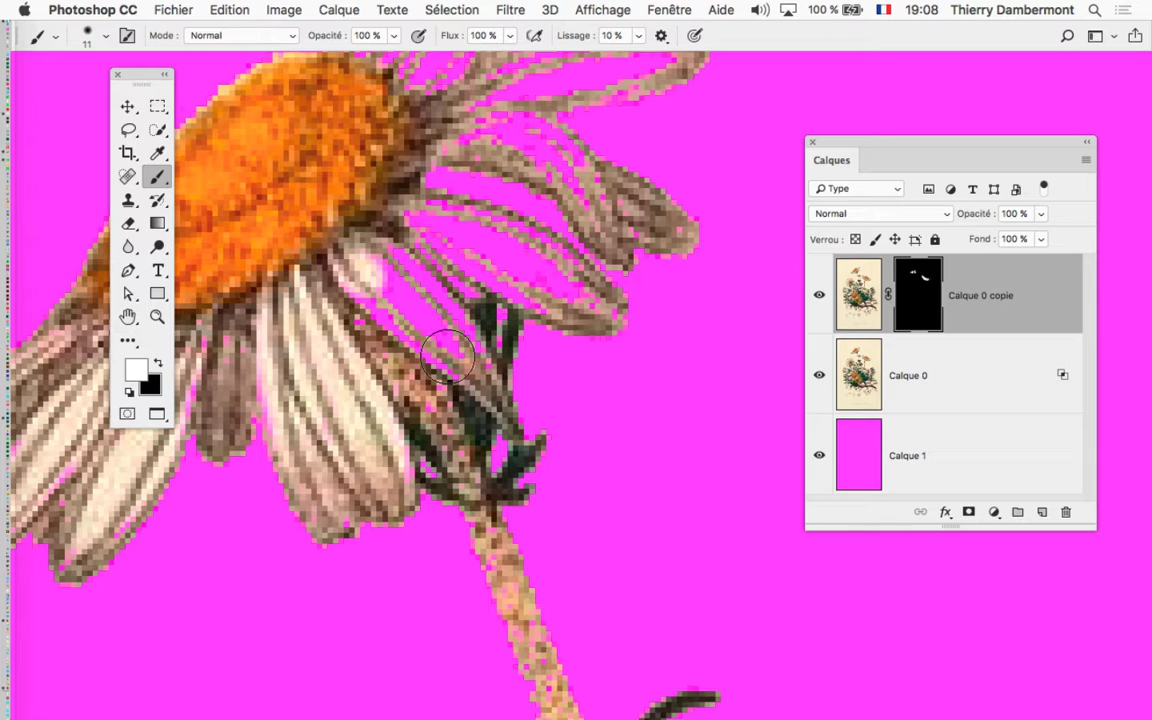 Photoshop CC Fichier Edition Image Calque Texte Sélection Filtre 3D Affichage Fenêtre Aide 100 % 19:08 Thierry Dambermont
11 Mode : Normal Opacité : 100 % Flux : 100 % Lissage : 10 %
Calques
Type
Normal Opacité : 100 %
Verrou : Fond : 100 %
Calque 0 copie
Calque 0
Calque 1
fx